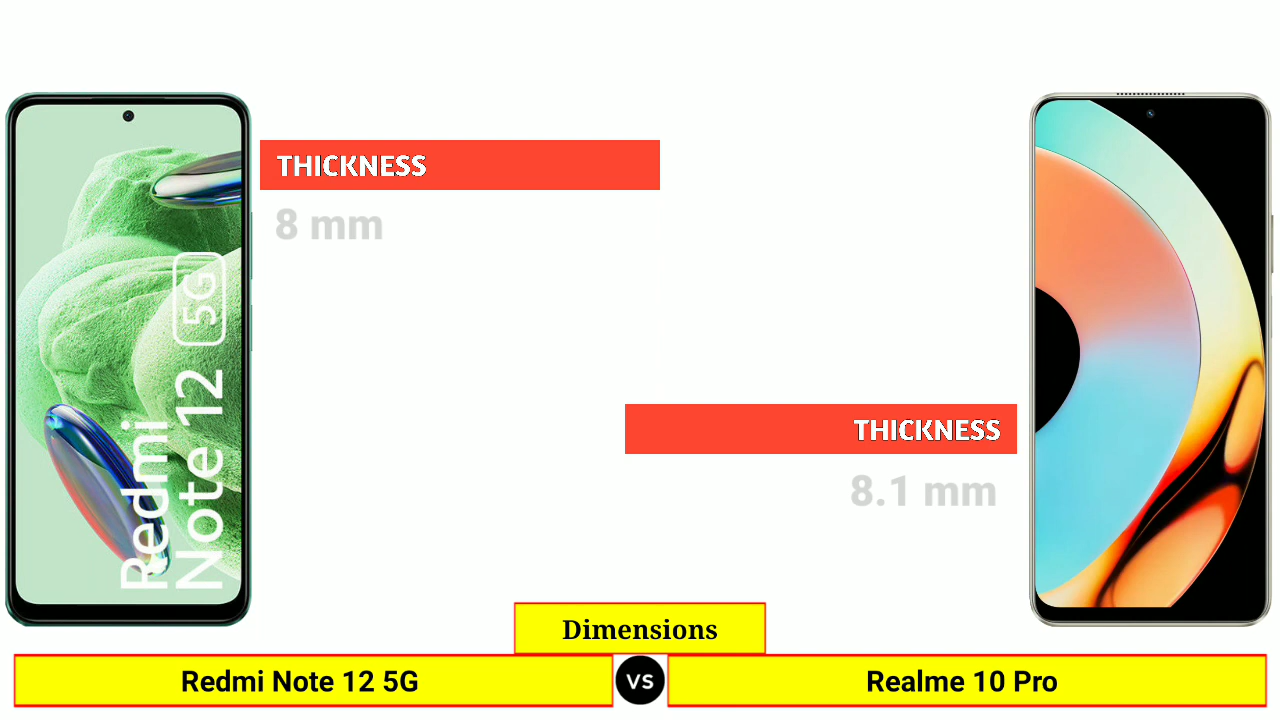 THICKNESS
8 mm
Redmi
Note 12 5G
THICKNESS
8.1 mm
Dimensions
Redmi Note 12 5G
VS
Realme 10 Pro